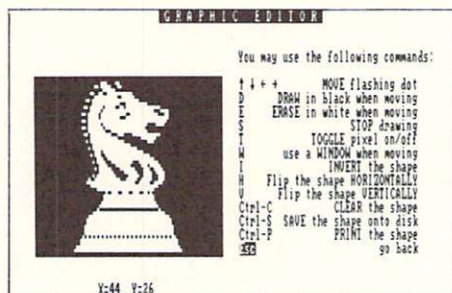 GRAPHIC EDITOR
You may use the following commands:
↑ ↓ ← → MOVE flashing dot
D DRAW in black when moving
E ERASE in white when moving
S STOP drawing
T TOGGLE pixel on/off
W use a WINDOW when moving
I INVERT the shape
H Flip the shape HORIZONTALLY
V Flip the shape VERTICALLY
Ctrl-C CLEAR the shape
Ctrl-S SAVE the shape onto disk
Ctrl-P PRINT the shape
esc go back
X=44 Y=26